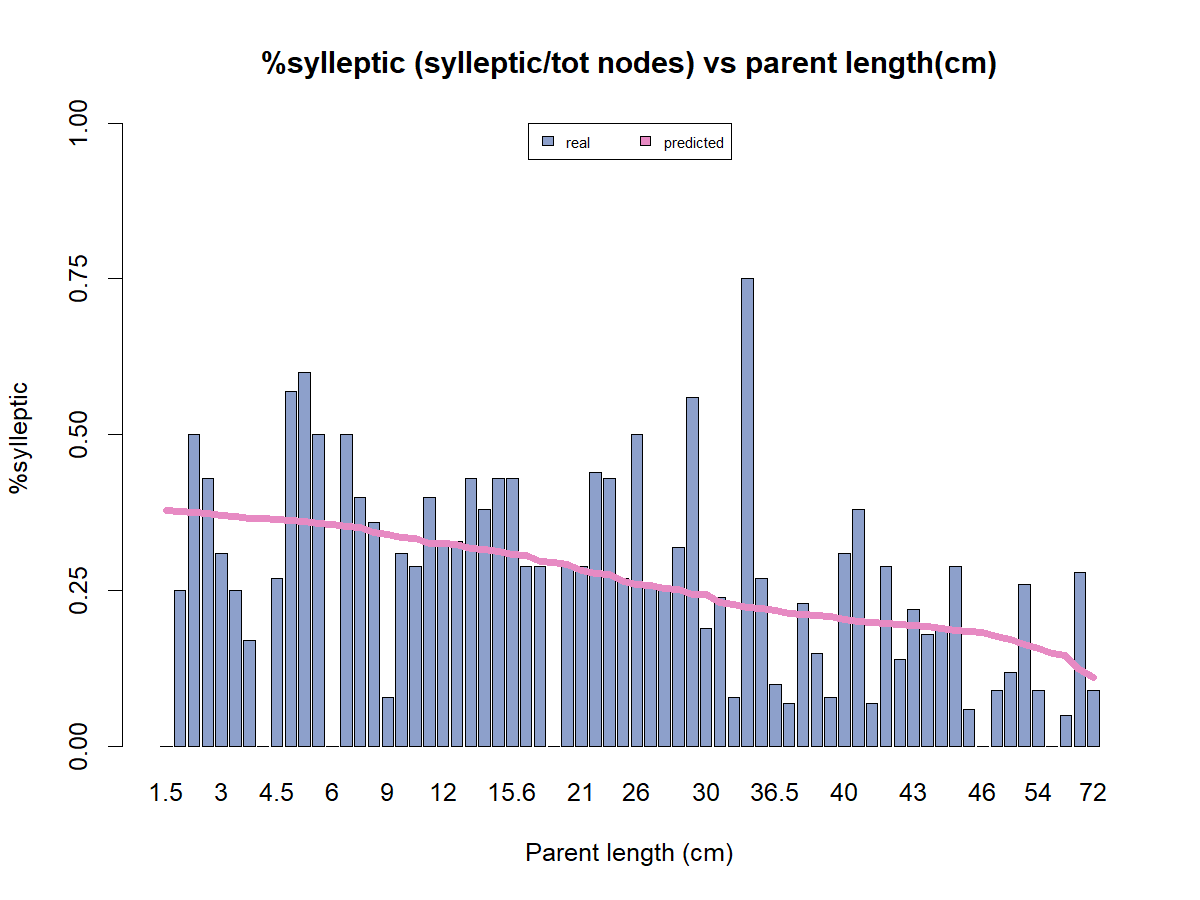 %sylleptic (sylleptic/tot nodes) vs parent length(cm)
real predicted
1.00
0.75
0.50
0.25
0.00
%sylleptic
1.5 3 4.5 6 9 12 15.6 21 26 30 36.5 40 43 46 54 72
Parent length (cm)